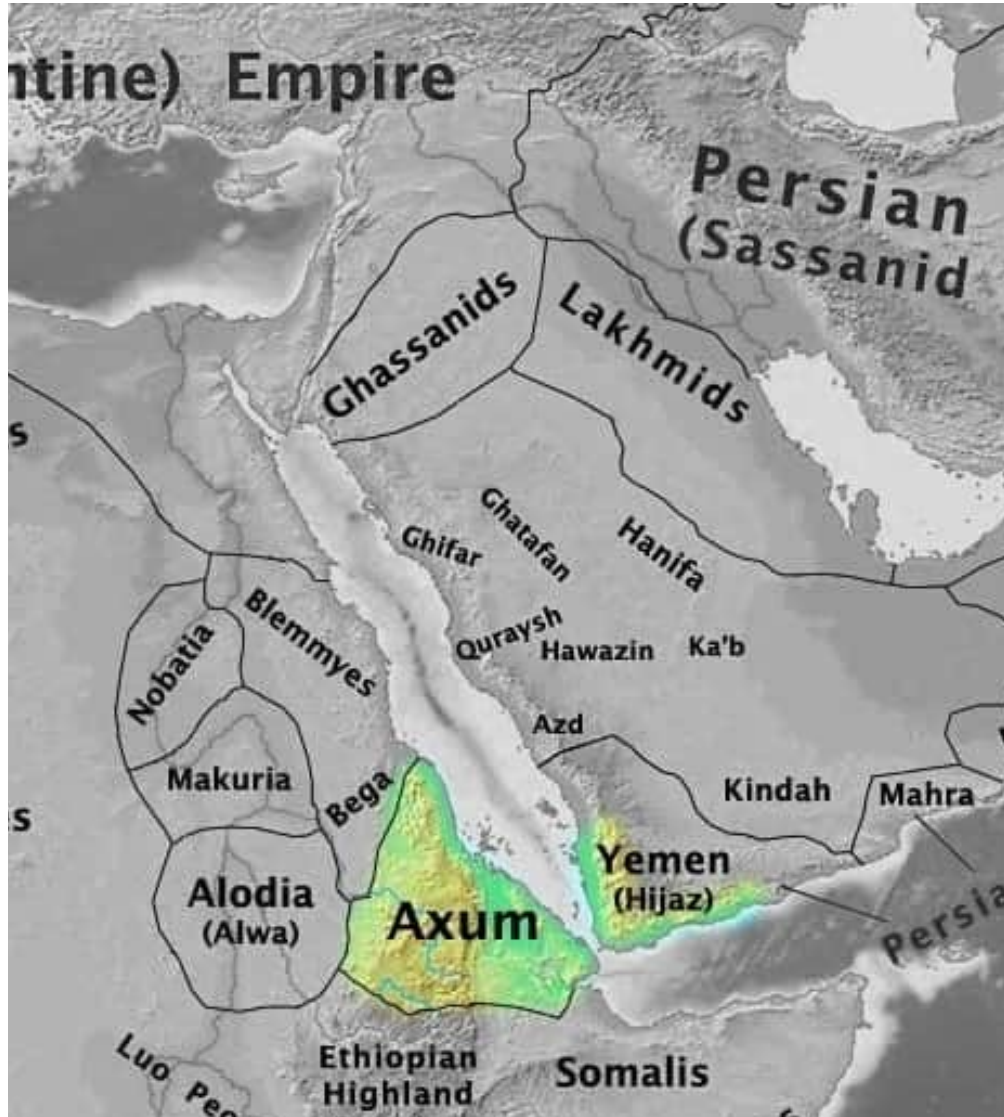 ntine) Empire
Persian
(Sassanid
Ghassanids
Lakhmids
s
Ghifar
Ghatafan
Hanifa
Blemmyes
Nobatia
Quraysh
Hawazin
Ka'b
Azd
Makuria
Bega
Kindah
Mahra
s
Yemen
(Hijaz)
Alodia
(Alwa)
Axum
Persia
Ethiopian
Highland
Somalis
Luo Peo